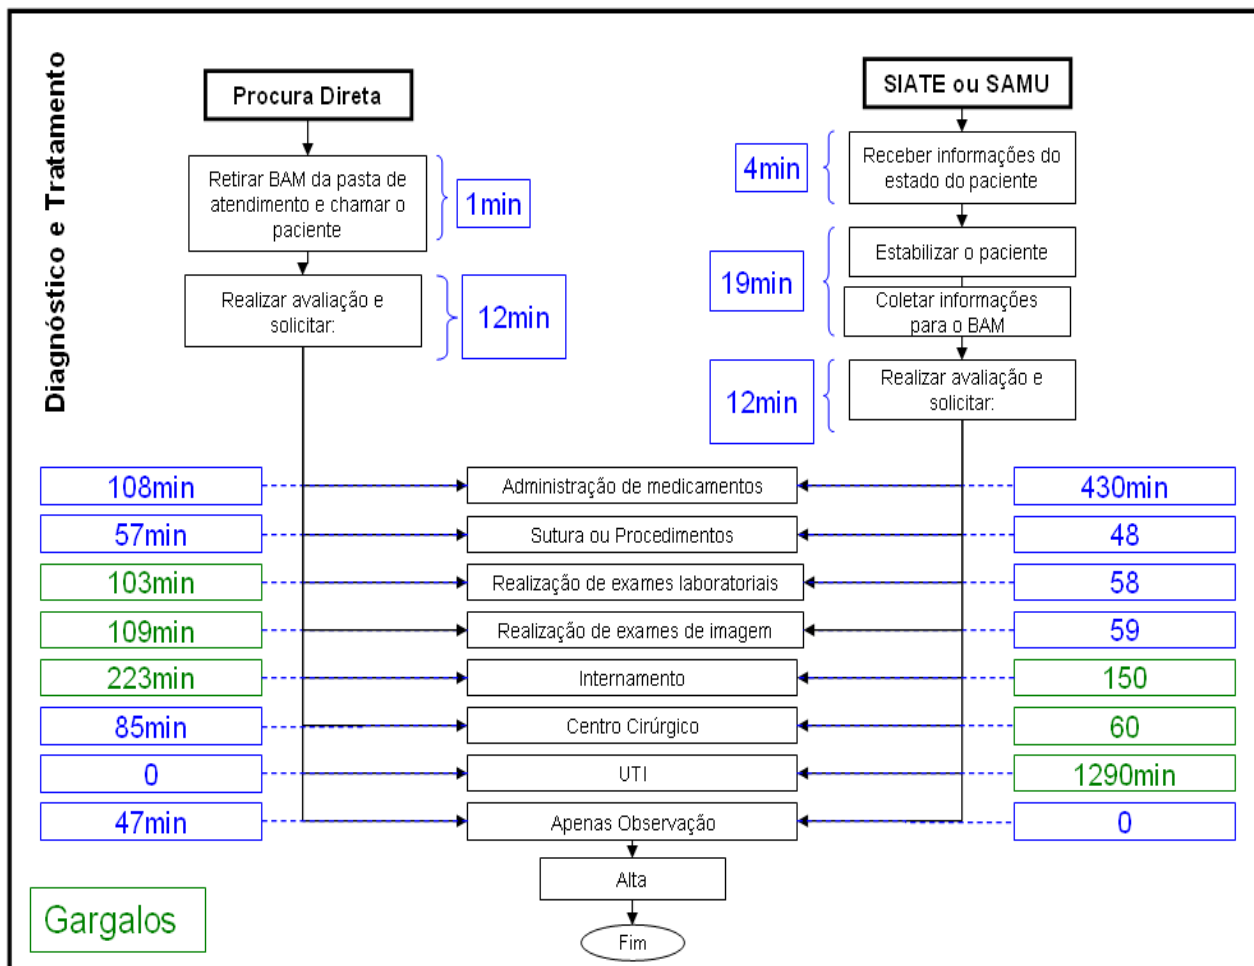 Diagnóstico e Tratamento
Procura Direta
SIATE ou SAMU
Retirar BAM da pasta de
atendimento e chamar o
paciente
1min
4min
Receber informações do
estado do paciente
Realizar avaliação e
solicitar:
12min
19min
Estabilizar o paciente
Coletar informações
para o BAM
12min
Realizar avaliação e
solicitar:
108min
Administração de medicamentos
430min
57min
Sutura ou Procedimentos
48
103min
Realização de exames laboratoriais
58
109min
Realização de exames de imagem
59
223min
Internamento
150
85min
Centro Cirúrgico
60
0
UTI
1290min
47min
Apenas Observação
0
Alta
Gargalos
Fim